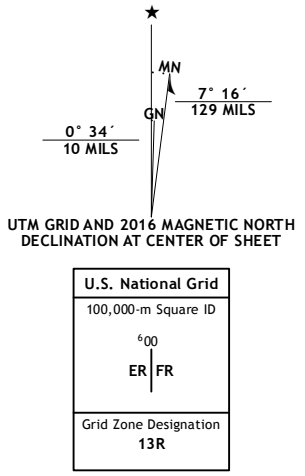 ★
MN
GN
7° 16´
129 MILS
0° 34´
10 MILS
UTM GRID AND 2016 MAGNETIC NORTH
DECLINATION AT CENTER OF SHEET
U.S. National Grid
100,000-m Square ID
⁶00
ER FR
Grid Zone Designation
13R